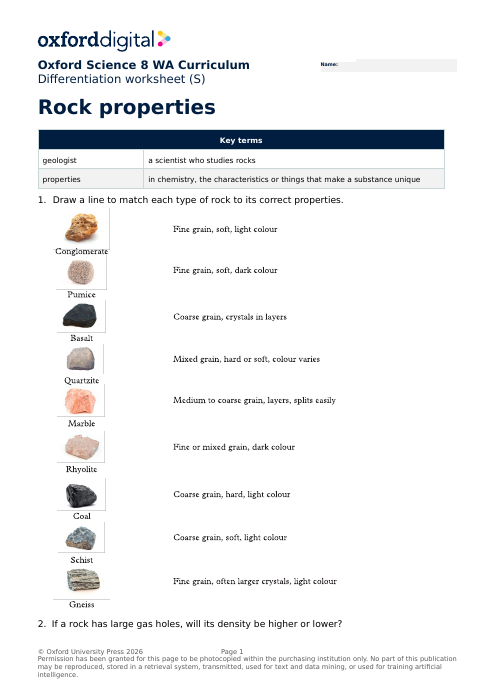 oxforddigital
Oxford Science 8 WA Curriculum
Differentiation worksheet (S)
Name:
Rock properties
Key terms
geologist a scientist who studies rocks
properties in chemistry, the characteristics or things that make a substance unique
1. Draw a line to match each type of rock to its correct properties.
Fine grain, soft, light colour
Conglomerate
Fine grain, soft, dark colour
Pumice
Coarse grain, crystals in layers
Basalt
Mixed grain, hard or soft, colour varies
Quartzite
Medium to coarse grain, layers, splits easily
Marble
Fine or mixed grain, dark colour
Rhyolite
Coarse grain, hard, light colour
Coal
Coarse grain, soft, light colour
Schist
Fine grain, often larger crystals, light colour
Gneiss
2. If a rock has large gas holes, will its density be higher or lower?
© Oxford University Press 2026 Page 1
Permission has been granted for this page to be photocopied within the purchasing institution only. No part of this publication
may be reproduced, stored in a retrieval system, transmitted, used for text and data mining, or used for training artificial
intelligence.